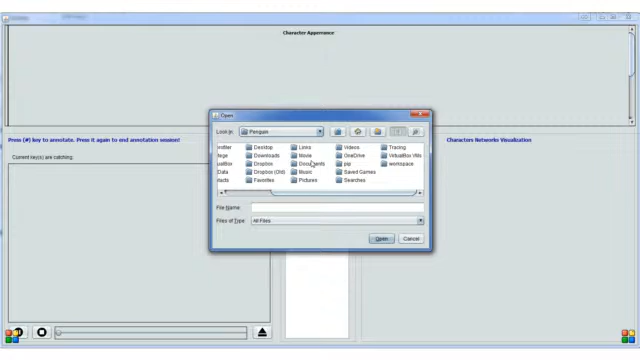 Character Apperance
Press (#) key to annotate. Press it again to end annotation session!
Characters Networks Visualization
Current key(s) are catching:
Open
Look In:
Penguin
Desktop
Links
Videos
Tracing
Downloads
Movie
OneDrive
VirtualBox VMs
Dropbox
Documents
pip
workspace
Data
Dropbox (Old)
Music
Saved Games
Favorites
Pictures
Searches
File Name:
Files of Type:
All Files
Open
Cancel